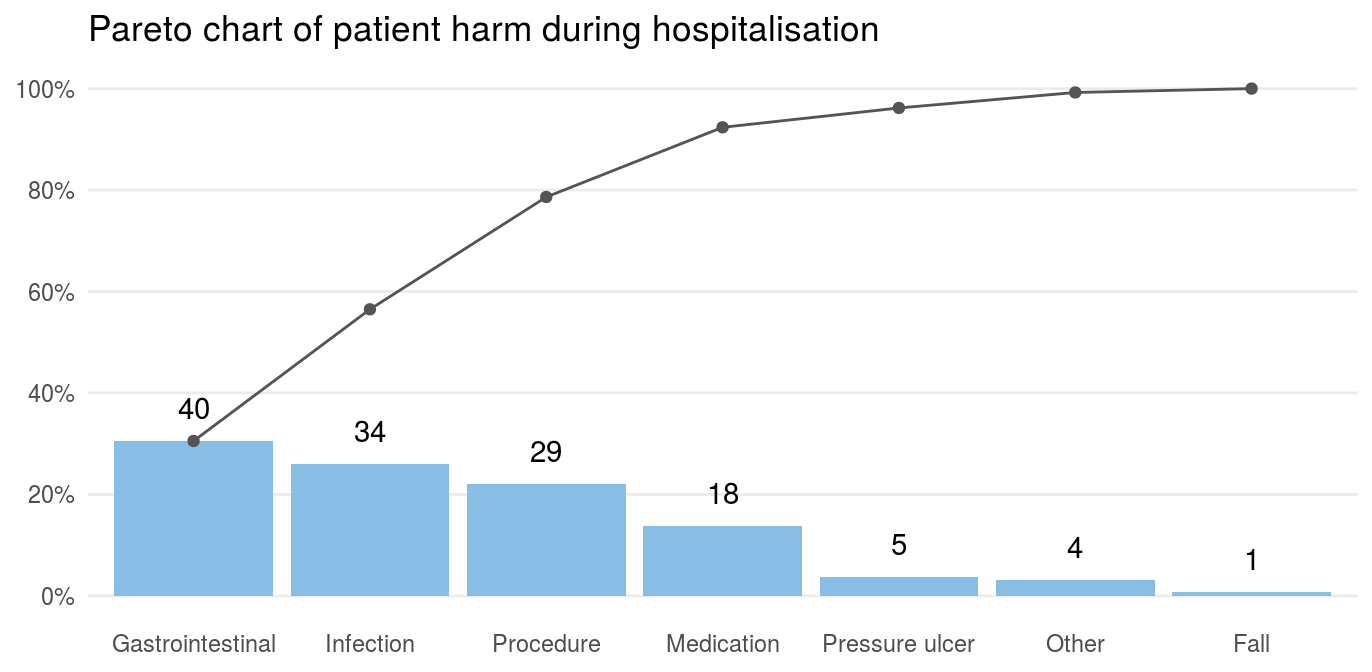 Pareto chart of patient harm during hospitalisation
100%
80%
60%
40%
20%
0%
40
34
29
18
5
4
1
Gastrointestinal
Infection
Procedure
Medication
Pressure ulcer
Other
Fall